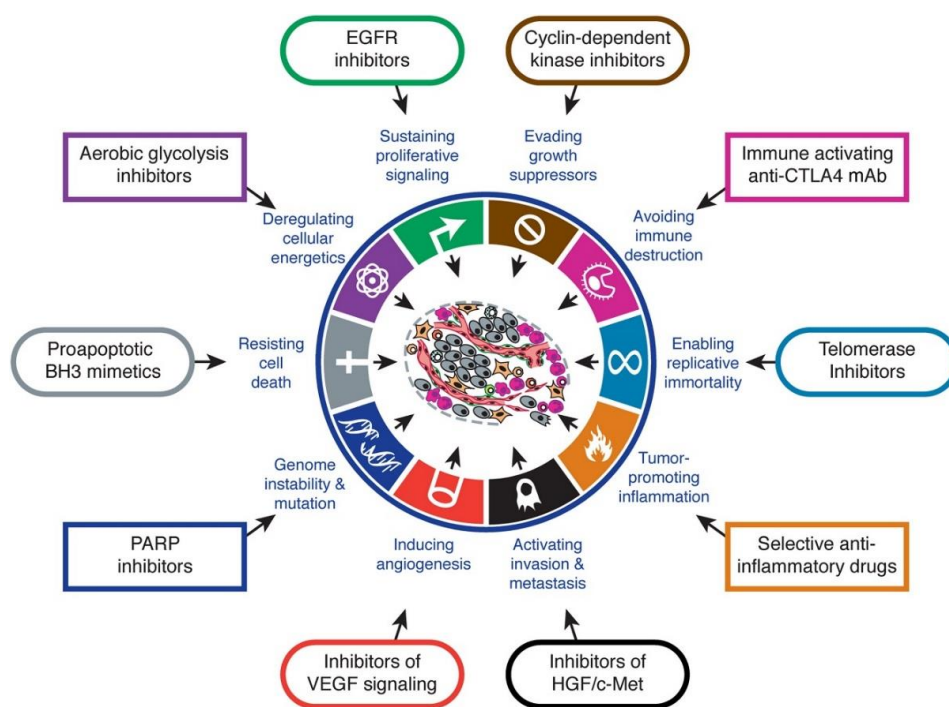 EGFR
inhibitors
Cyclin-dependent
kinase inhibitors
Aerobic glycolysis
inhibitors
Sustaining
proliferative
signaling
Evading
growth
suppressors
Immune activating
anti-CTLA4 mAb
Deregulating
cellular
energetics
Avoiding
immune
destruction
Proapoptotic
BH3 mimetics
Resisting
cell
death
Enabling
replicative
immortality
Telomerase
Inhibitors
Genome
instability &
mutation
Tumor-
promoting
inflammation
PARP
inhibitors
Inducing
angiogenesis
Activating
invasion &
metastasis
Selective anti-
inflammatory drugs
Inhibitors of
VEGF signaling
Inhibitors of
HGF/c-Met